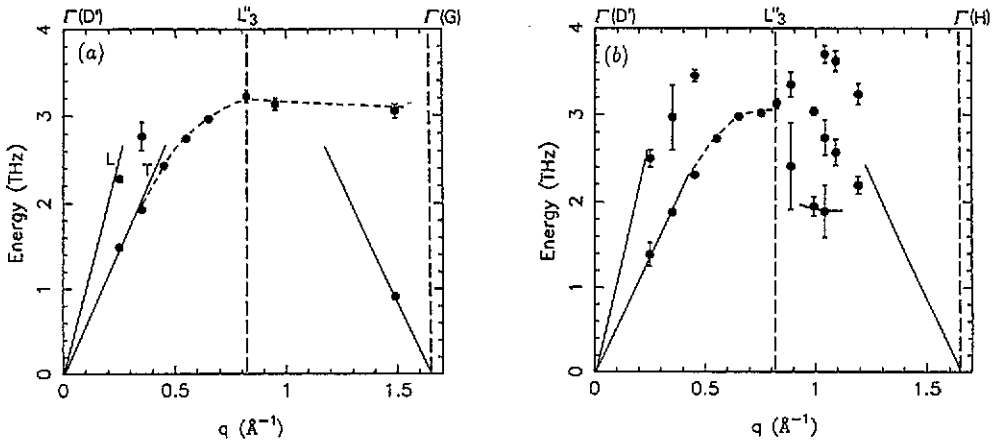 Γ(D') L''₃ Γ(G)
(a)
4
3
2
1
0
L T
Energy (THz)
0 0.5 1 1.5
q (Å⁻¹)
Γ(D') L''₃ Γ(H)
(b)
4
3
2
1
0
Energy (THz)
0 0.5 1 1.5
q (Å⁻¹)